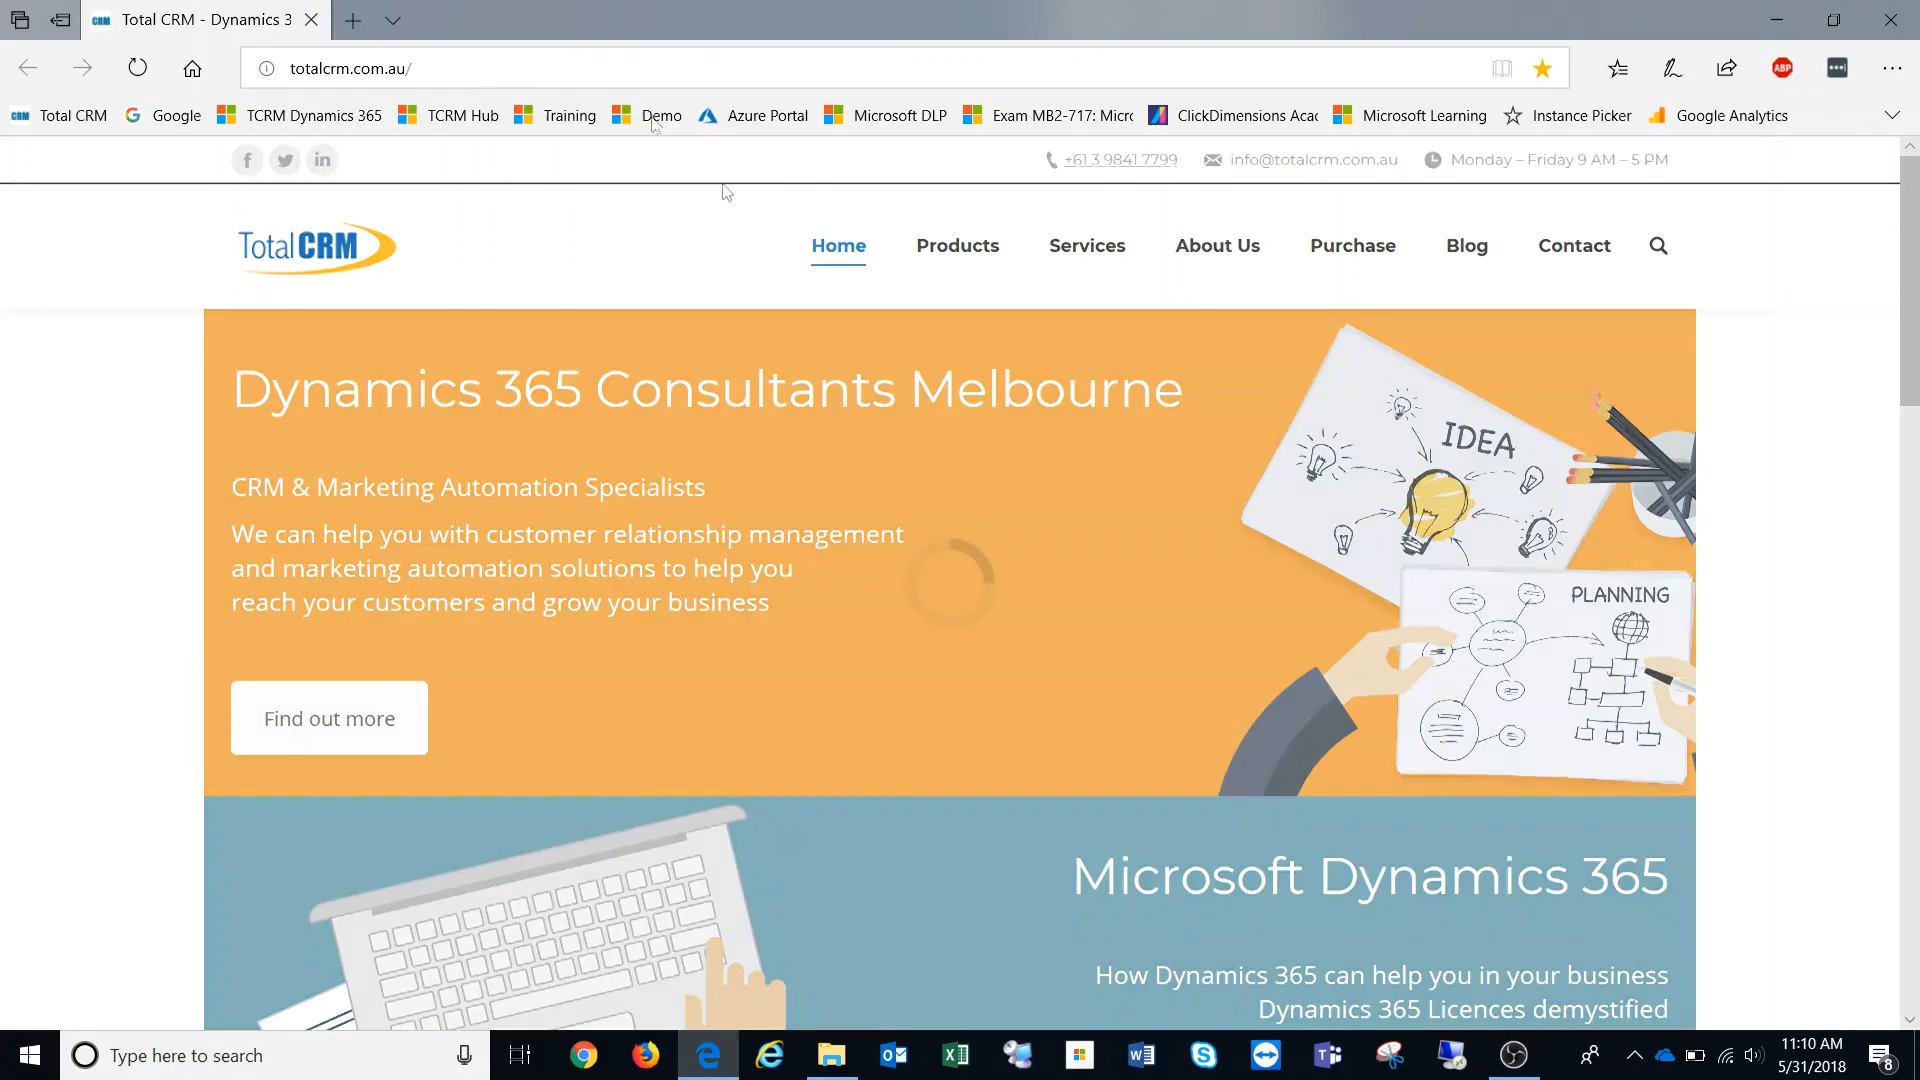 Total CRM - Dynamics 3
totalcrm.com.au/
ABP
CRM Total CRM Google TCRM Dynamics 365 TCRM Hub Training Demo Azure Portal Microsoft DLP Exam MB2-717: Micro ClickDimensions Acad Microsoft Learning Instance Picker Google Analytics
+61 3 9841 7799 info@totalcrm.com.au Monday – Friday 9 AM – 5 PM
TotalCRM Home Products Services About Us Purchase Blog Contact
Dynamics 365 Consultants Melbourne
IDEA
CRM & Marketing Automation Specialists
We can help you with customer relationship management
and marketing automation solutions to help you
reach your customers and grow your business
PLANNING
Find out more
Microsoft Dynamics 365
How Dynamics 365 can help you in your business
Dynamics 365 Licences demystified
Type here to search
11:10 AM
5/31/2018
8